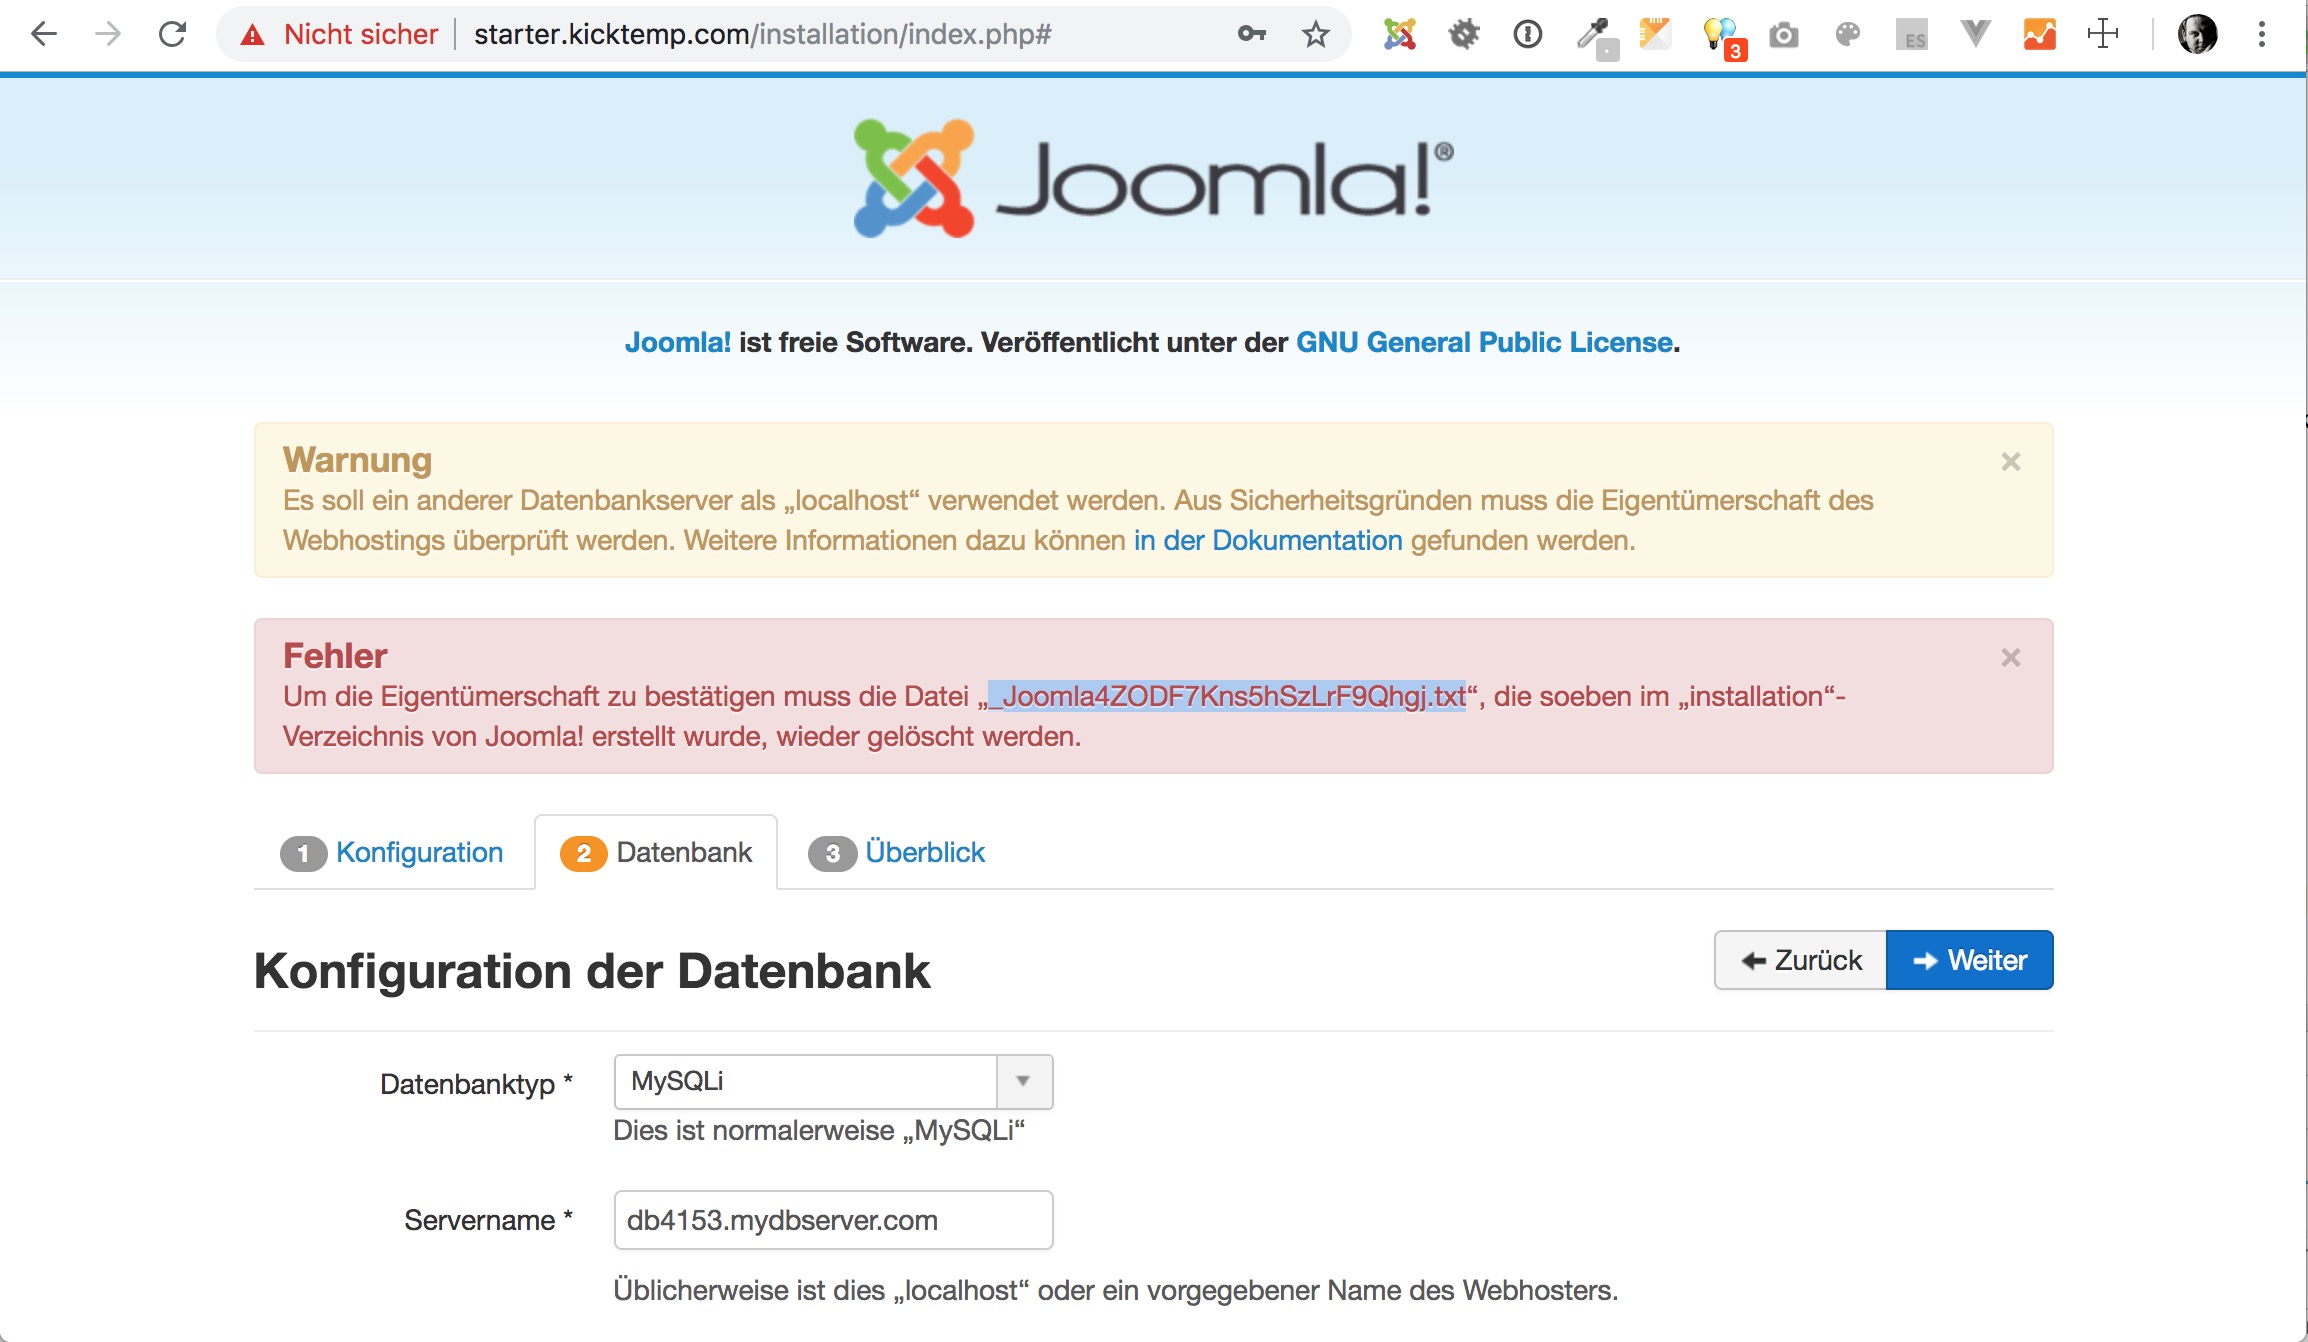 Nicht sicher
starter.kicktemp.com/installation/index.php#
3
ES
Joomla!®
Joomla! ist freie Software. Veröffentlicht unter der GNU General Public License.
Warnung
Es soll ein anderer Datenbankserver als „localhost“ verwendet werden. Aus Sicherheitsgründen muss die Eigentümerschaft des
Webhostings überprüft werden. Weitere Informationen dazu können in der Dokumentation gefunden werden.
Fehler
Um die Eigentümerschaft zu bestätigen muss die Datei „_Joomla4ZODF7Kns5hSzLrF9Qhgj.txt“, die soeben im „installation“-
Verzeichnis von Joomla! erstellt wurde, wieder gelöscht werden.
1 Konfiguration
2 Datenbank
3 Überblick
Konfiguration der Datenbank
Zurück
Weiter
Datenbanktyp *
MySQLi
Dies ist normalerweise „MySQLi“
Servername *
db4153.mydbserver.com
Üblicherweise ist dies „localhost“ oder ein vorgegebener Name des Webhosters.